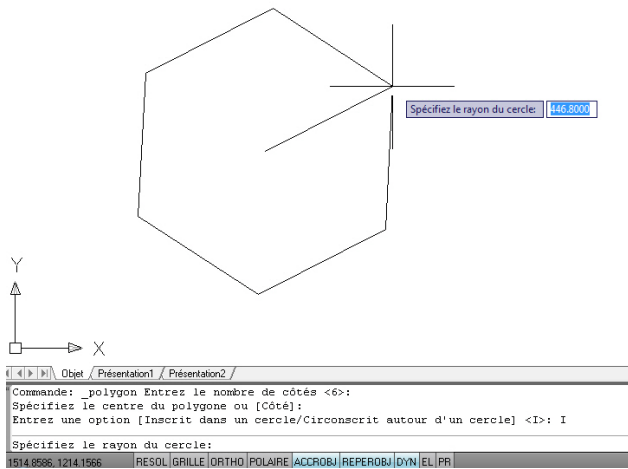 Spécifiez le rayon du cercle: 446.8000
Y
X
Objet Présentation1 Présentation2
Commande: _polygon Entrez le nombre de côtés <6>:
Spécifiez le centre du polygone ou [Côté]:
Entrez une option [Inscrit dans un cercle/Circonscrit autour d'un cercle] <I>: I
Spécifiez le rayon du cercle:
1514.8586, 1214.1566 RESOL GRILLE ORTHO POLAIRE ACCROBJ REPEROBJ DYN EL PR